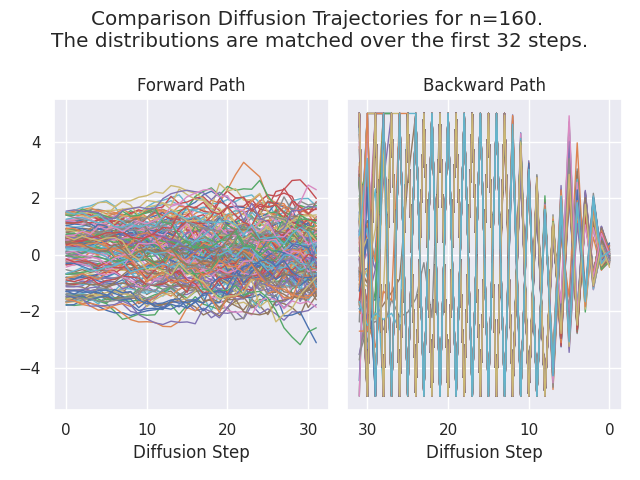 Comparison Diffusion Trajectories for n=160.
The distributions are matched over the first 32 steps.
Forward Path
Backward Path
4
2
0
−2
−4
0
10
20
30
30
20
10
0
Diffusion Step
Diffusion Step